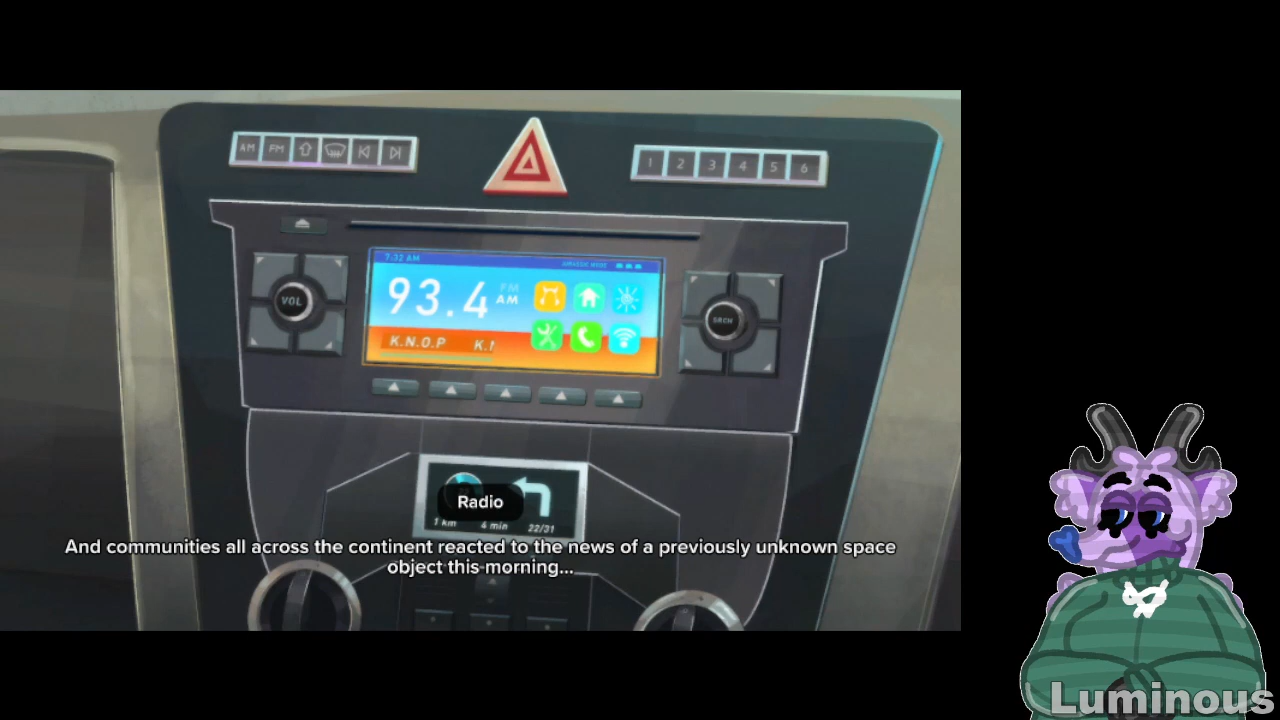 AM FM
1 2 3 4 5 6
7:32 AM
93.4 FM
AM
K.N.O.P K.N
VOL
SRCH
Radio
1 km 4 min 22/31
And communities all across the continent reacted to the news of a previously unknown space
object this morning...
Luminous